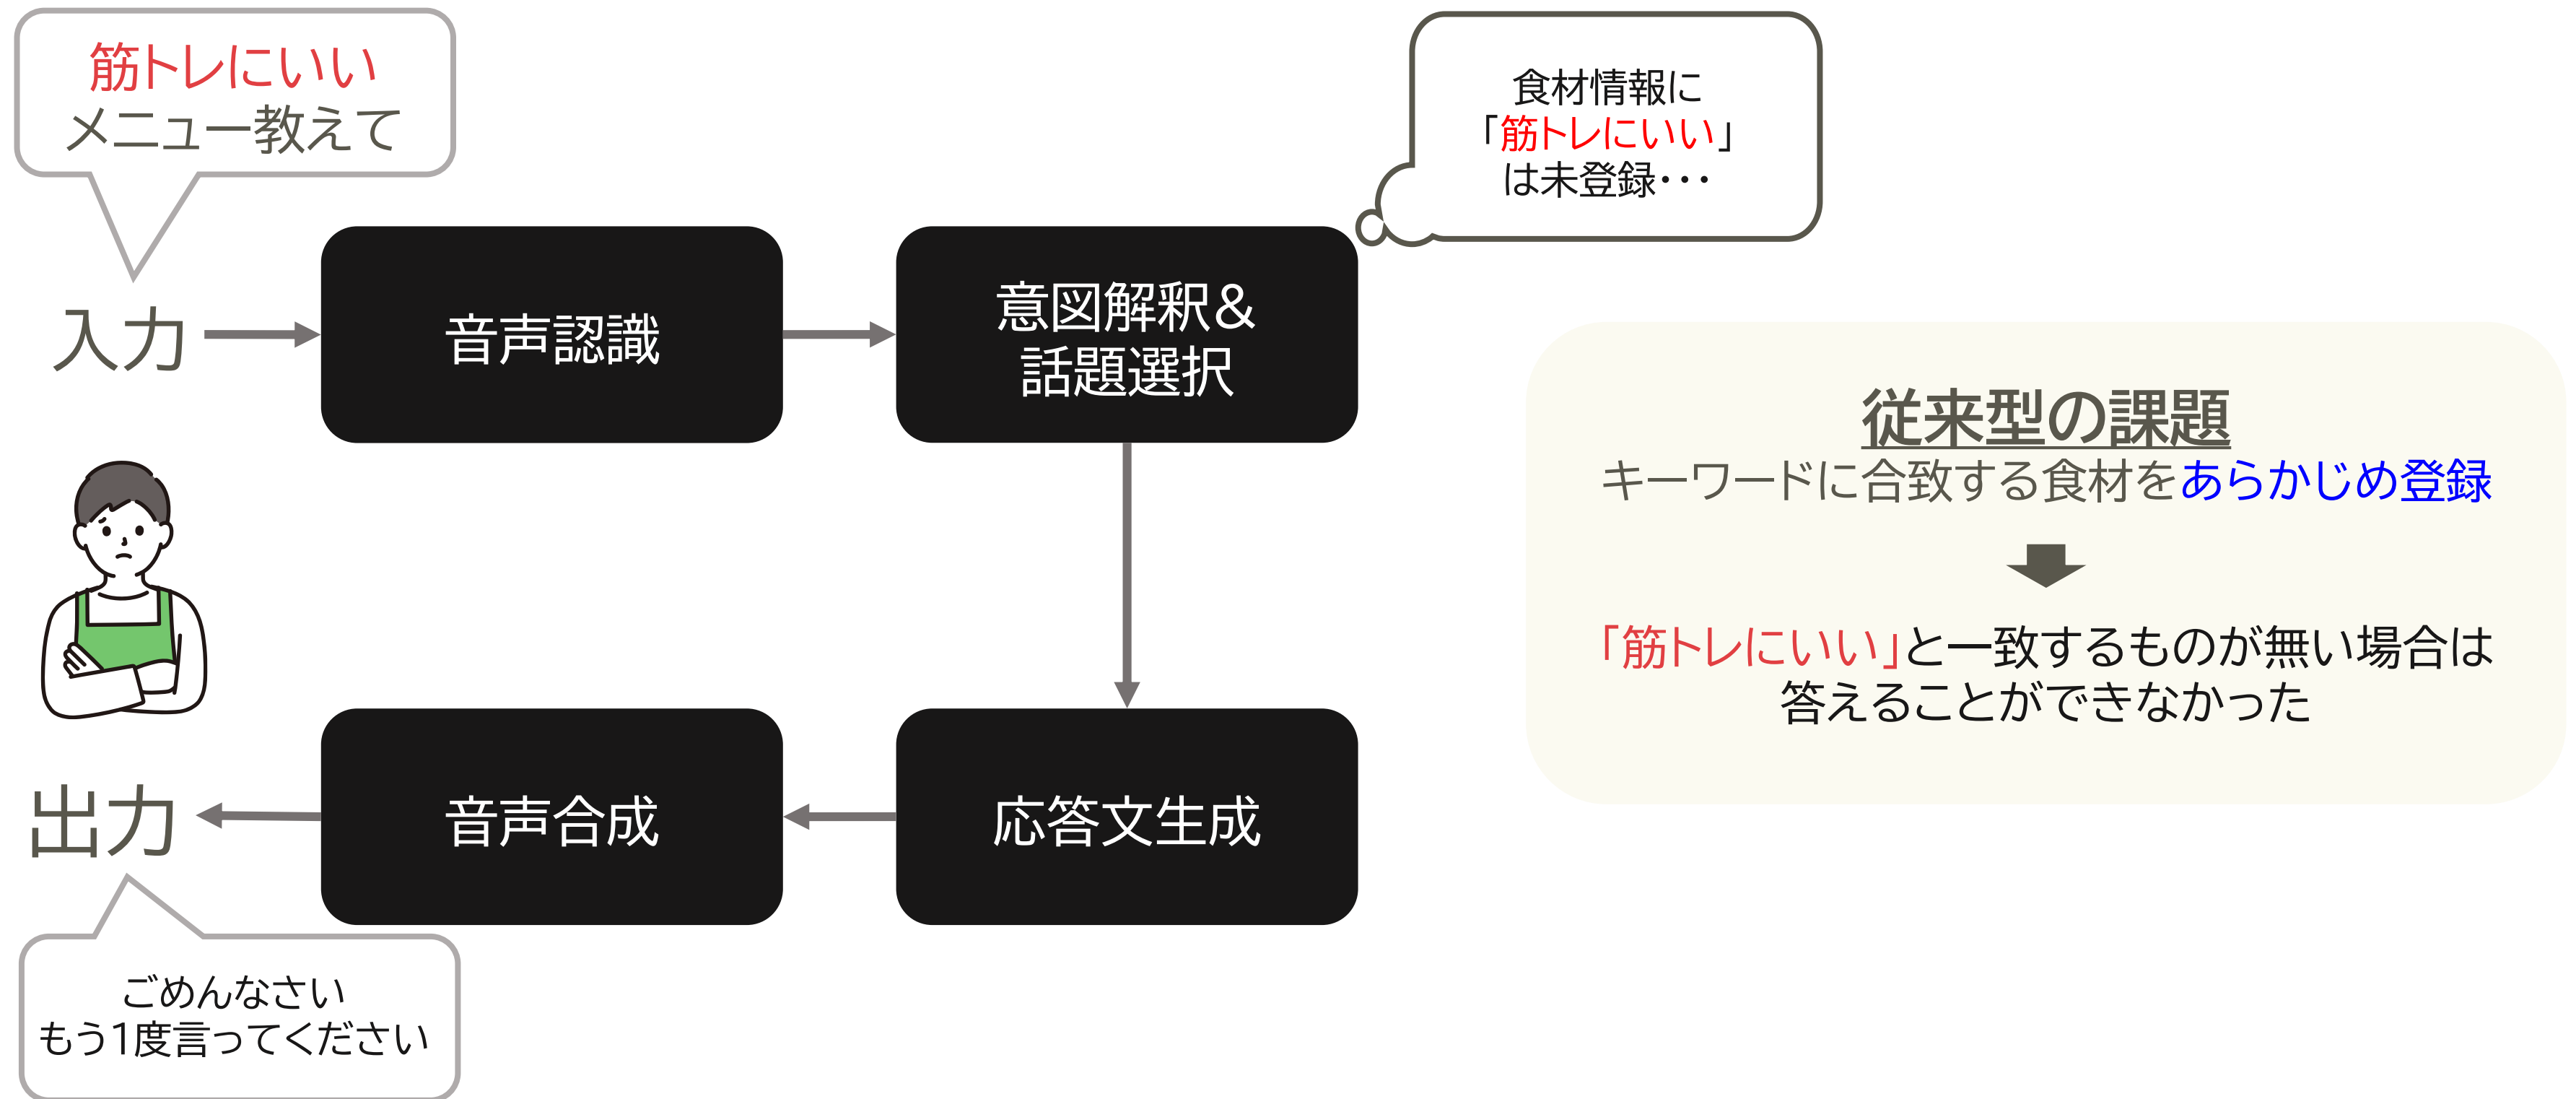 筋トレにいい
メニュー教えて
食材情報に
「筋トレにいい」
は未登録・・・
入力
音声認識
意図解釈&
話題選択
従来型の課題
キーワードに合致する食材をあらかじめ登録
「筋トレにいい」と一致するものが無い場合は
答えることができなかった
出力
音声合成
応答文生成
ごめんなさい
もう1度言ってください